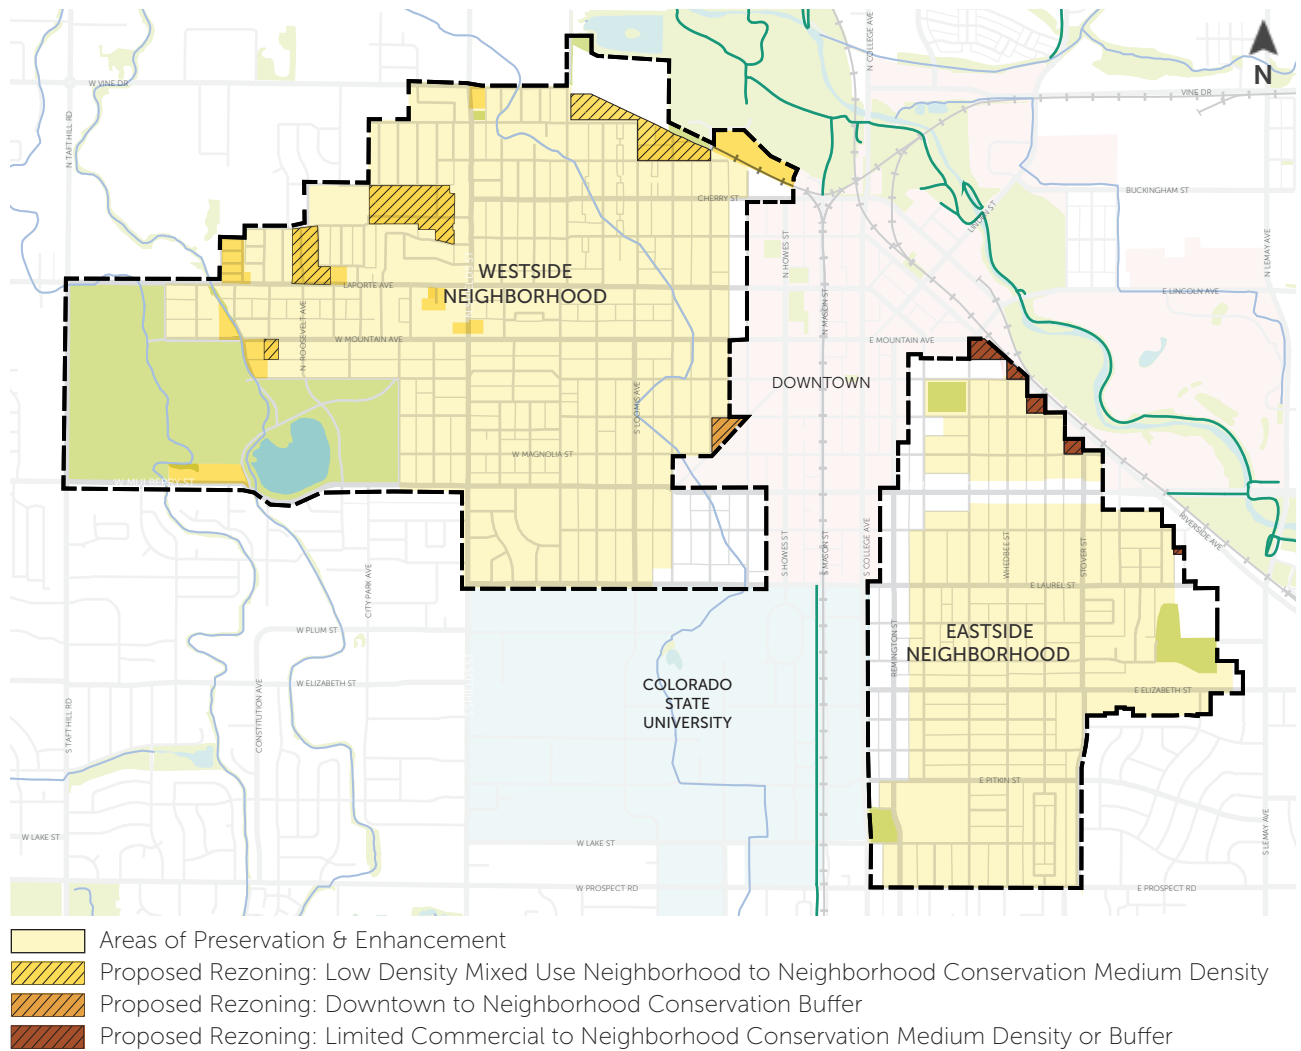 N COLLEGE AVE
N
W VINE DR
VINE DR
N TAFT HILL RD
BUCKINGHAM ST
CHERRY ST
LINCOLN ST
N HOWES ST
N LEMAY AVE
WESTSIDE
NEIGHBORHOOD
LAPORTE AVE
E LINCOLN AVE
N MASON ST
N ROOSEVELT AVE
W MOUNTAIN AVE
E MOUNTAIN AVE
DOWNTOWN
S LOOMIS AVE
W MAGNOLIA ST
W MULBERRY ST
RIVERSIDE AVE
S HOWES ST
S MASON ST
S COLLEGE AVE
WHEDBEE ST
STOVER ST
CITY PARK AVE
E LAUREL ST
W PLUM ST
EASTSIDE
NEIGHBORHOOD
REMINGTON ST
W ELIZABETH ST
E ELIZABETH ST
COLORADO
STATE
UNIVERSITY
S TAFT HILL RD
CONSTITUTION AVE
E PITKIN ST
W LAKE ST
W LAKE ST
S LEMAY AVE
W PROSPECT RD
E PROSPECT RD
Areas of Preservation & Enhancement
Proposed Rezoning: Low Density Mixed Use Neighborhood to Neighborhood Conservation Medium Density
Proposed Rezoning: Downtown to Neighborhood Conservation Buffer
Proposed Rezoning: Limited Commercial to Neighborhood Conservation Medium Density or Buffer